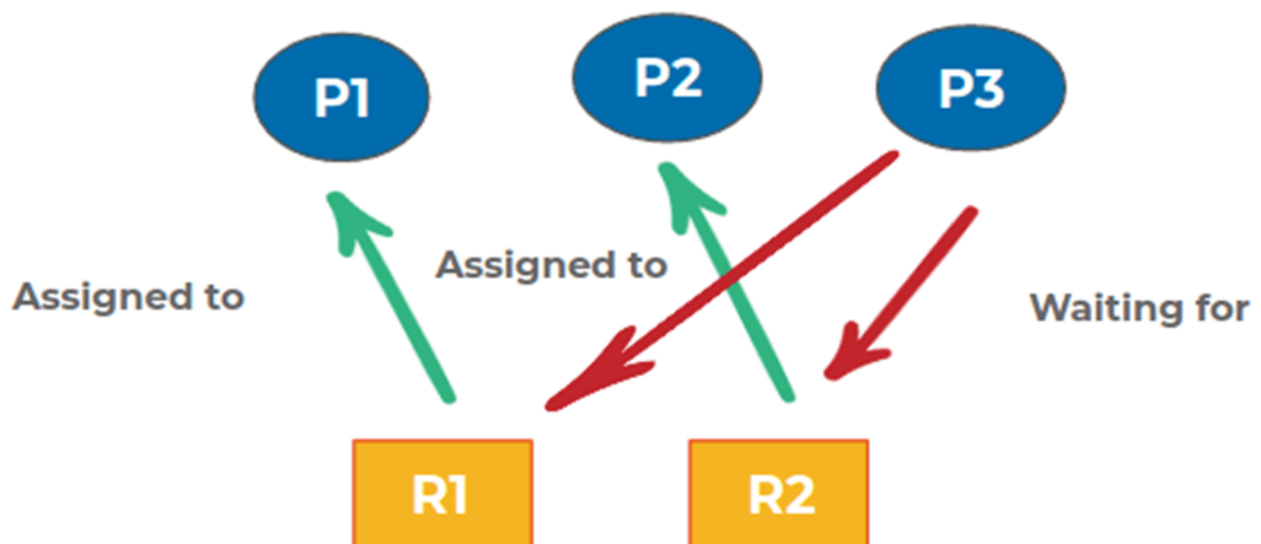 P1
P2
P3
Assigned to
Assigned to
Waiting for
R1
R2